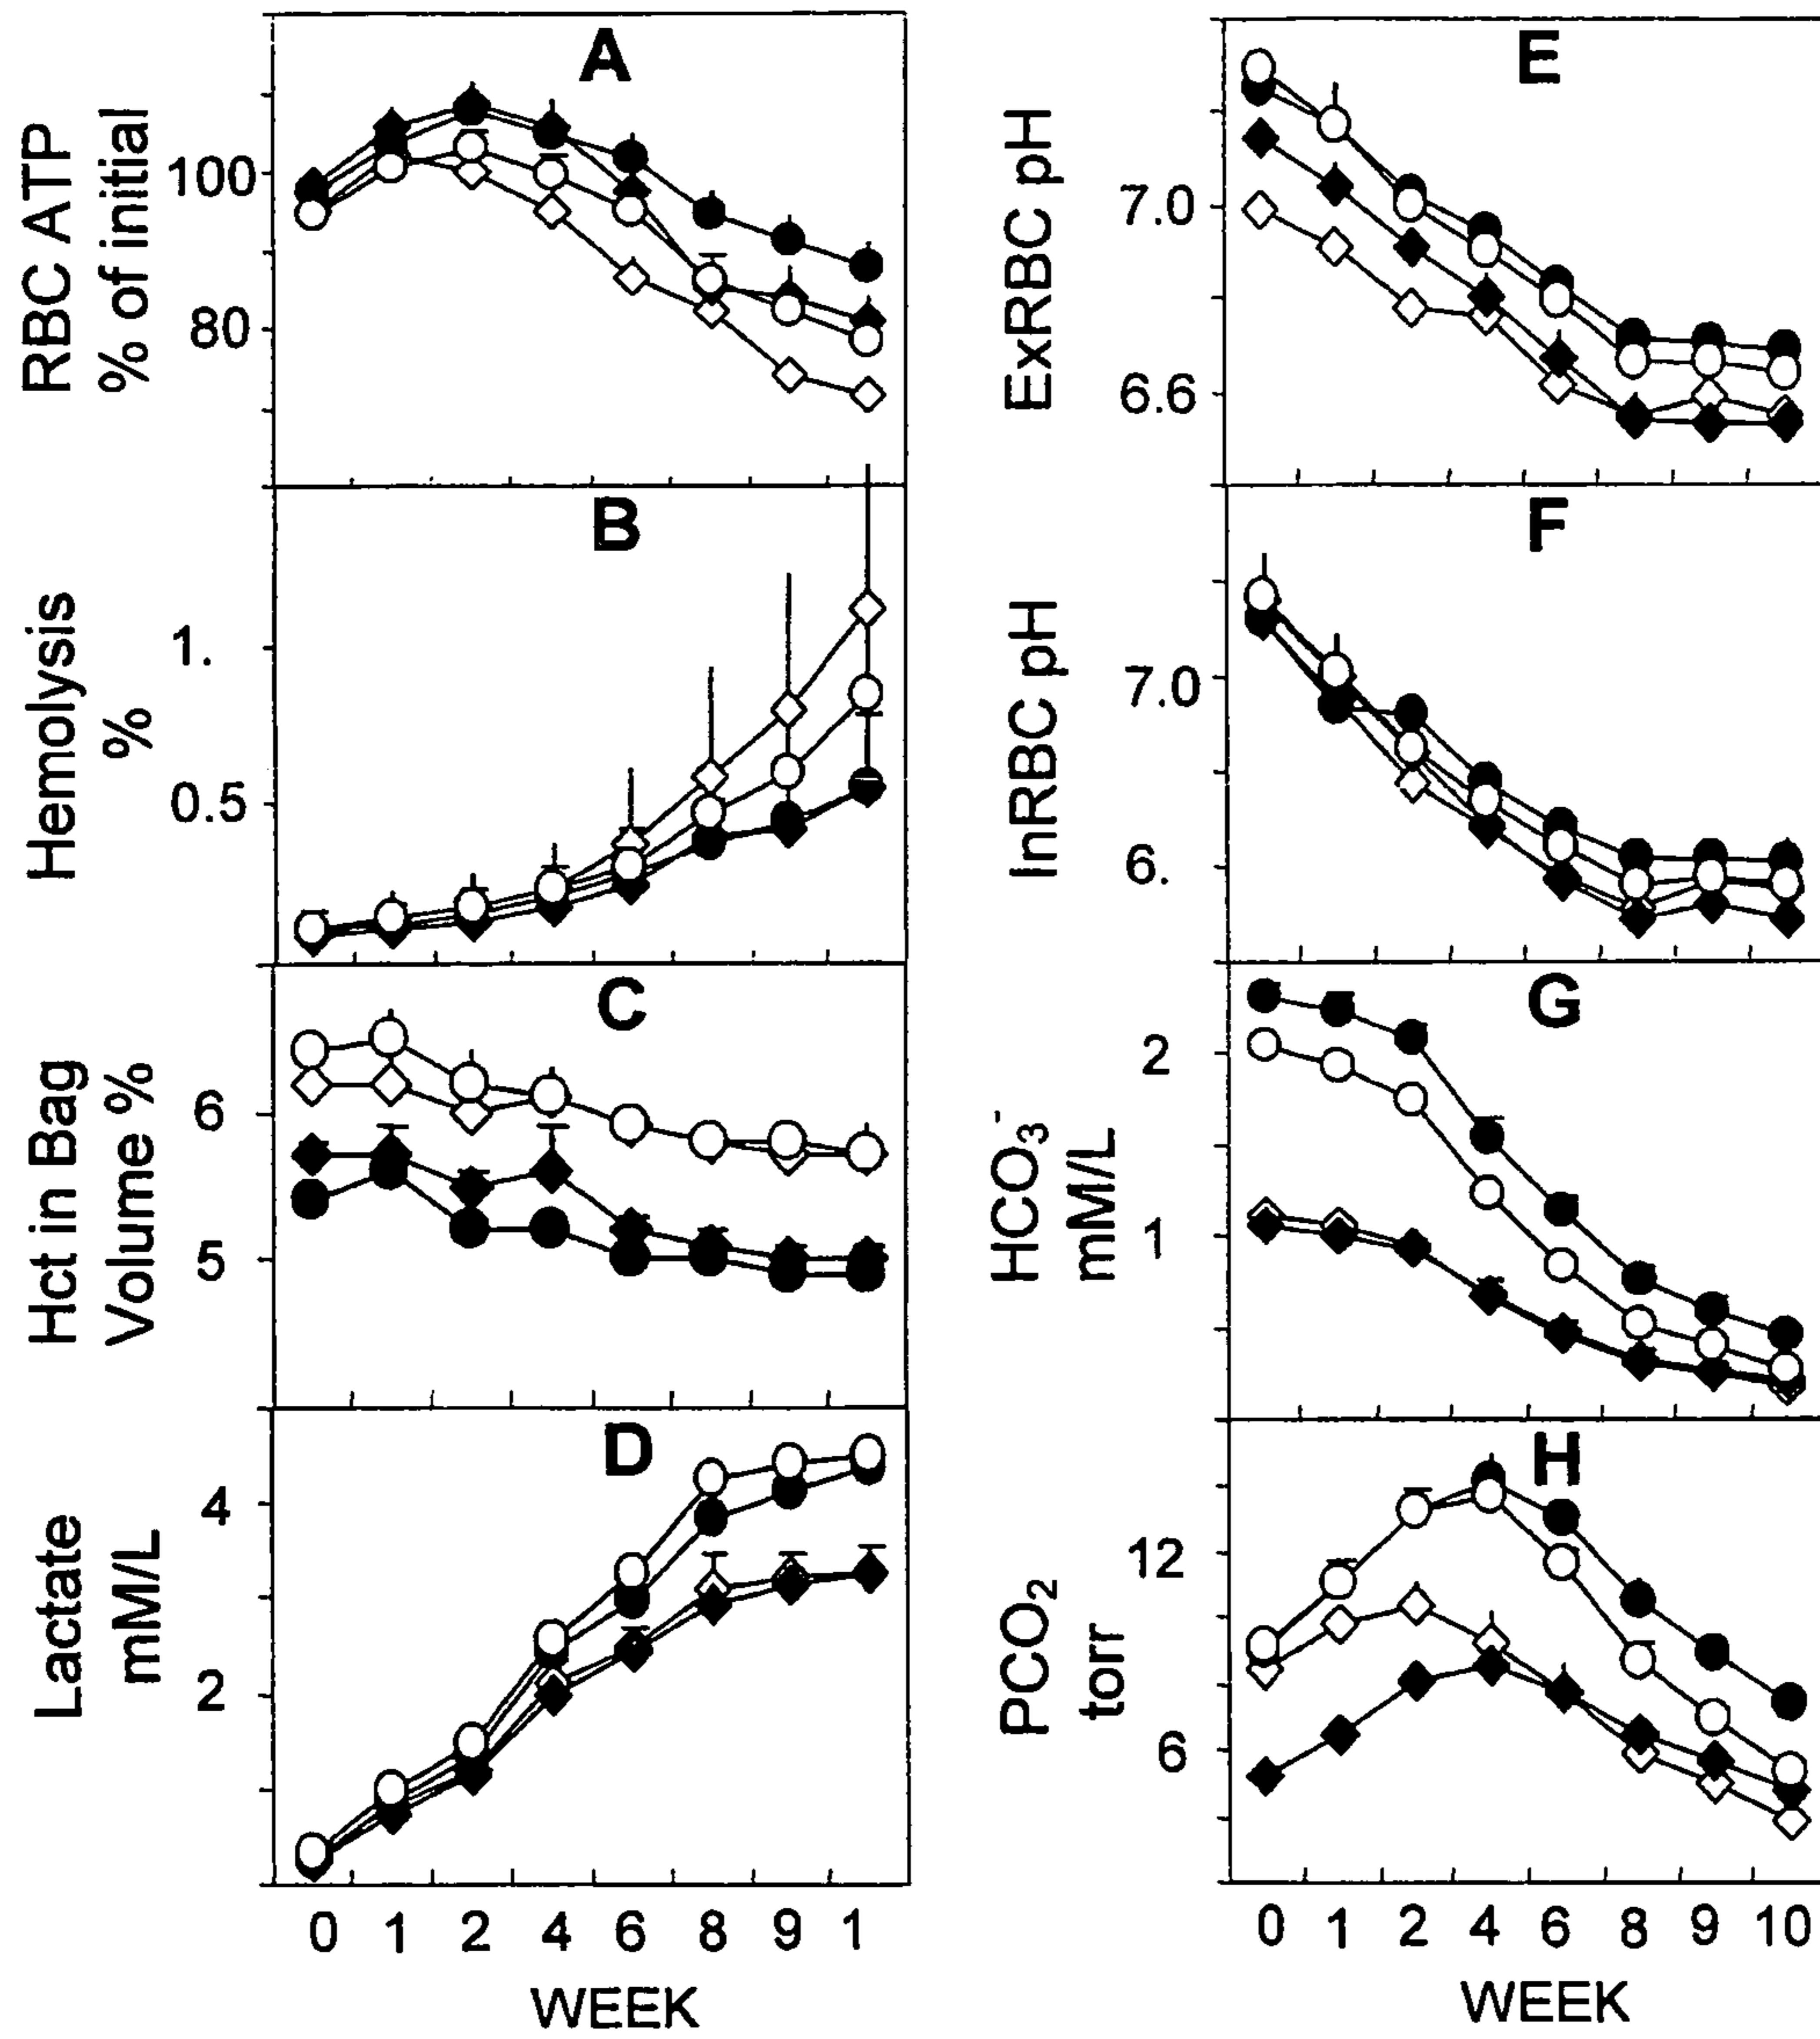 A
RBC ATP
% of initial
100
80
B
Hemolysis
%
1.
0.5
C
Hct in Bag
Volume %
6
5
D
Lactate
mM/L
4
2
0 1 2 4 6 8 9 1
WEEK
E
ExRBC pH
7.0
6.6
F
InRBC pH
7.0
6.
G
HCO₃⁻
mM/L
2
1
H
PCO₂
torr
12
6
0 1 2 4 6 8 9 10
WEEK